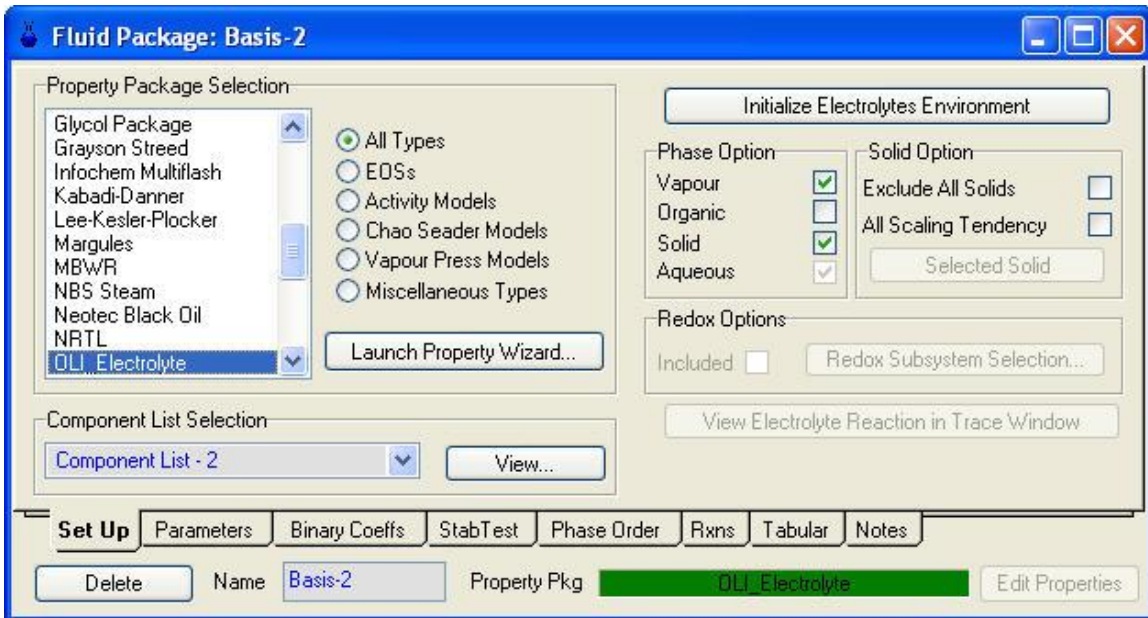 Fluid Package: Basis-2
Property Package Selection
Glycol Package
Grayson Streed
Infochem Multiflash
Kabadi-Danner
Lee-Kesler-Plocker
Margules
MBWR
NBS Steam
Neotec Black Oil
NRTL
OLI_Electrolyte
All Types
EOSs
Activity Models
Chao Seader Models
Vapour Press Models
Miscellaneous Types
Launch Property Wizard...
Component List Selection
Component List - 2
View...
Initialize Electrolytes Environment
Phase Option
Vapour
Organic
Solid
Aqueous
Solid Option
Exclude All Solids
All Scaling Tendency
Selected Solid
Redox Options
Included
Redox Subsystem Selection...
View Electrolyte Reaction in Trace Window
Set Up Parameters Binary Coeffs StabTest Phase Order Rxns Tabular Notes
Delete Name Basis-2 Property Pkg OLI_Electrolyte Edit Properties